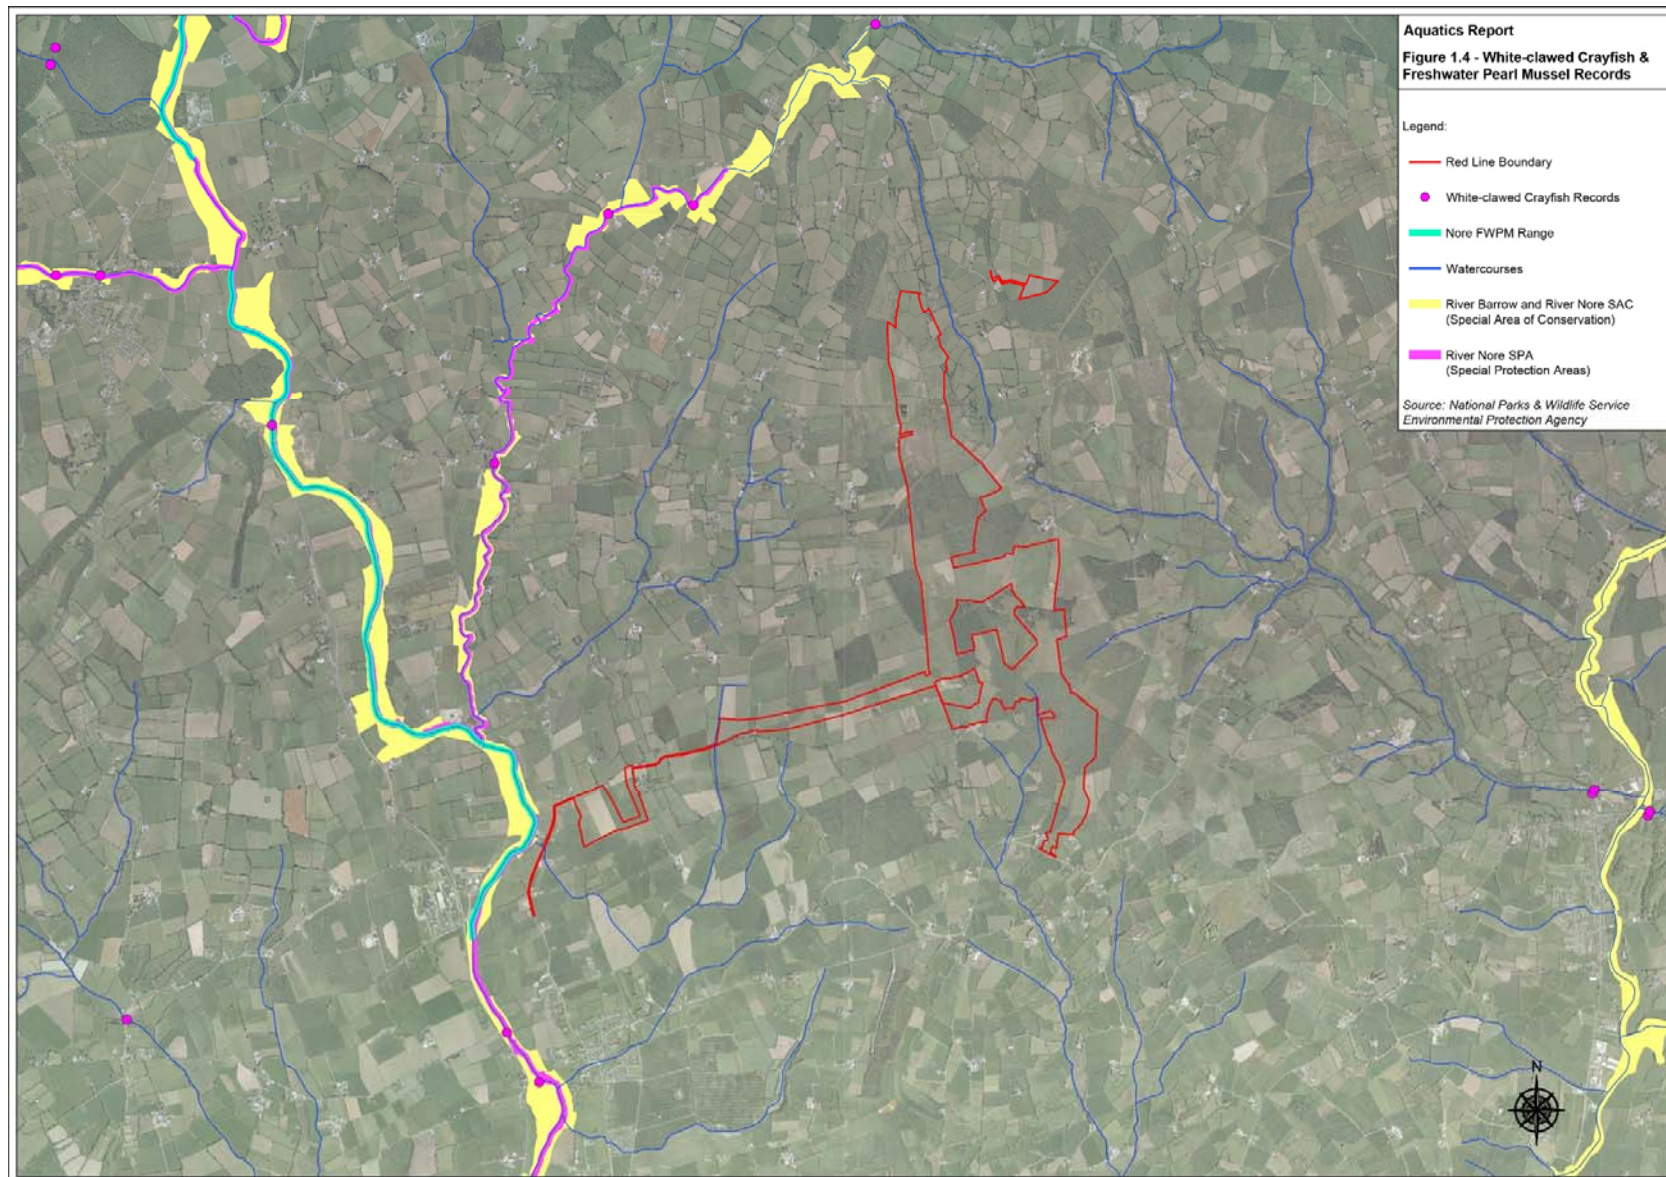 Aquatics Report
Figure 1.4 - White-clawed Crayfish &
Freshwater Pearl Mussel Records
Legend:
Red Line Boundary
White-clawed Crayfish Records
Nore FWPM Range
Watercourses
River Barrow and River Nore SAC
(Special Area of Conservation)
River Nore SPA
(Special Protection Areas)
Source: National Parks & Wildlife Service
Environmental Protection Agency
N